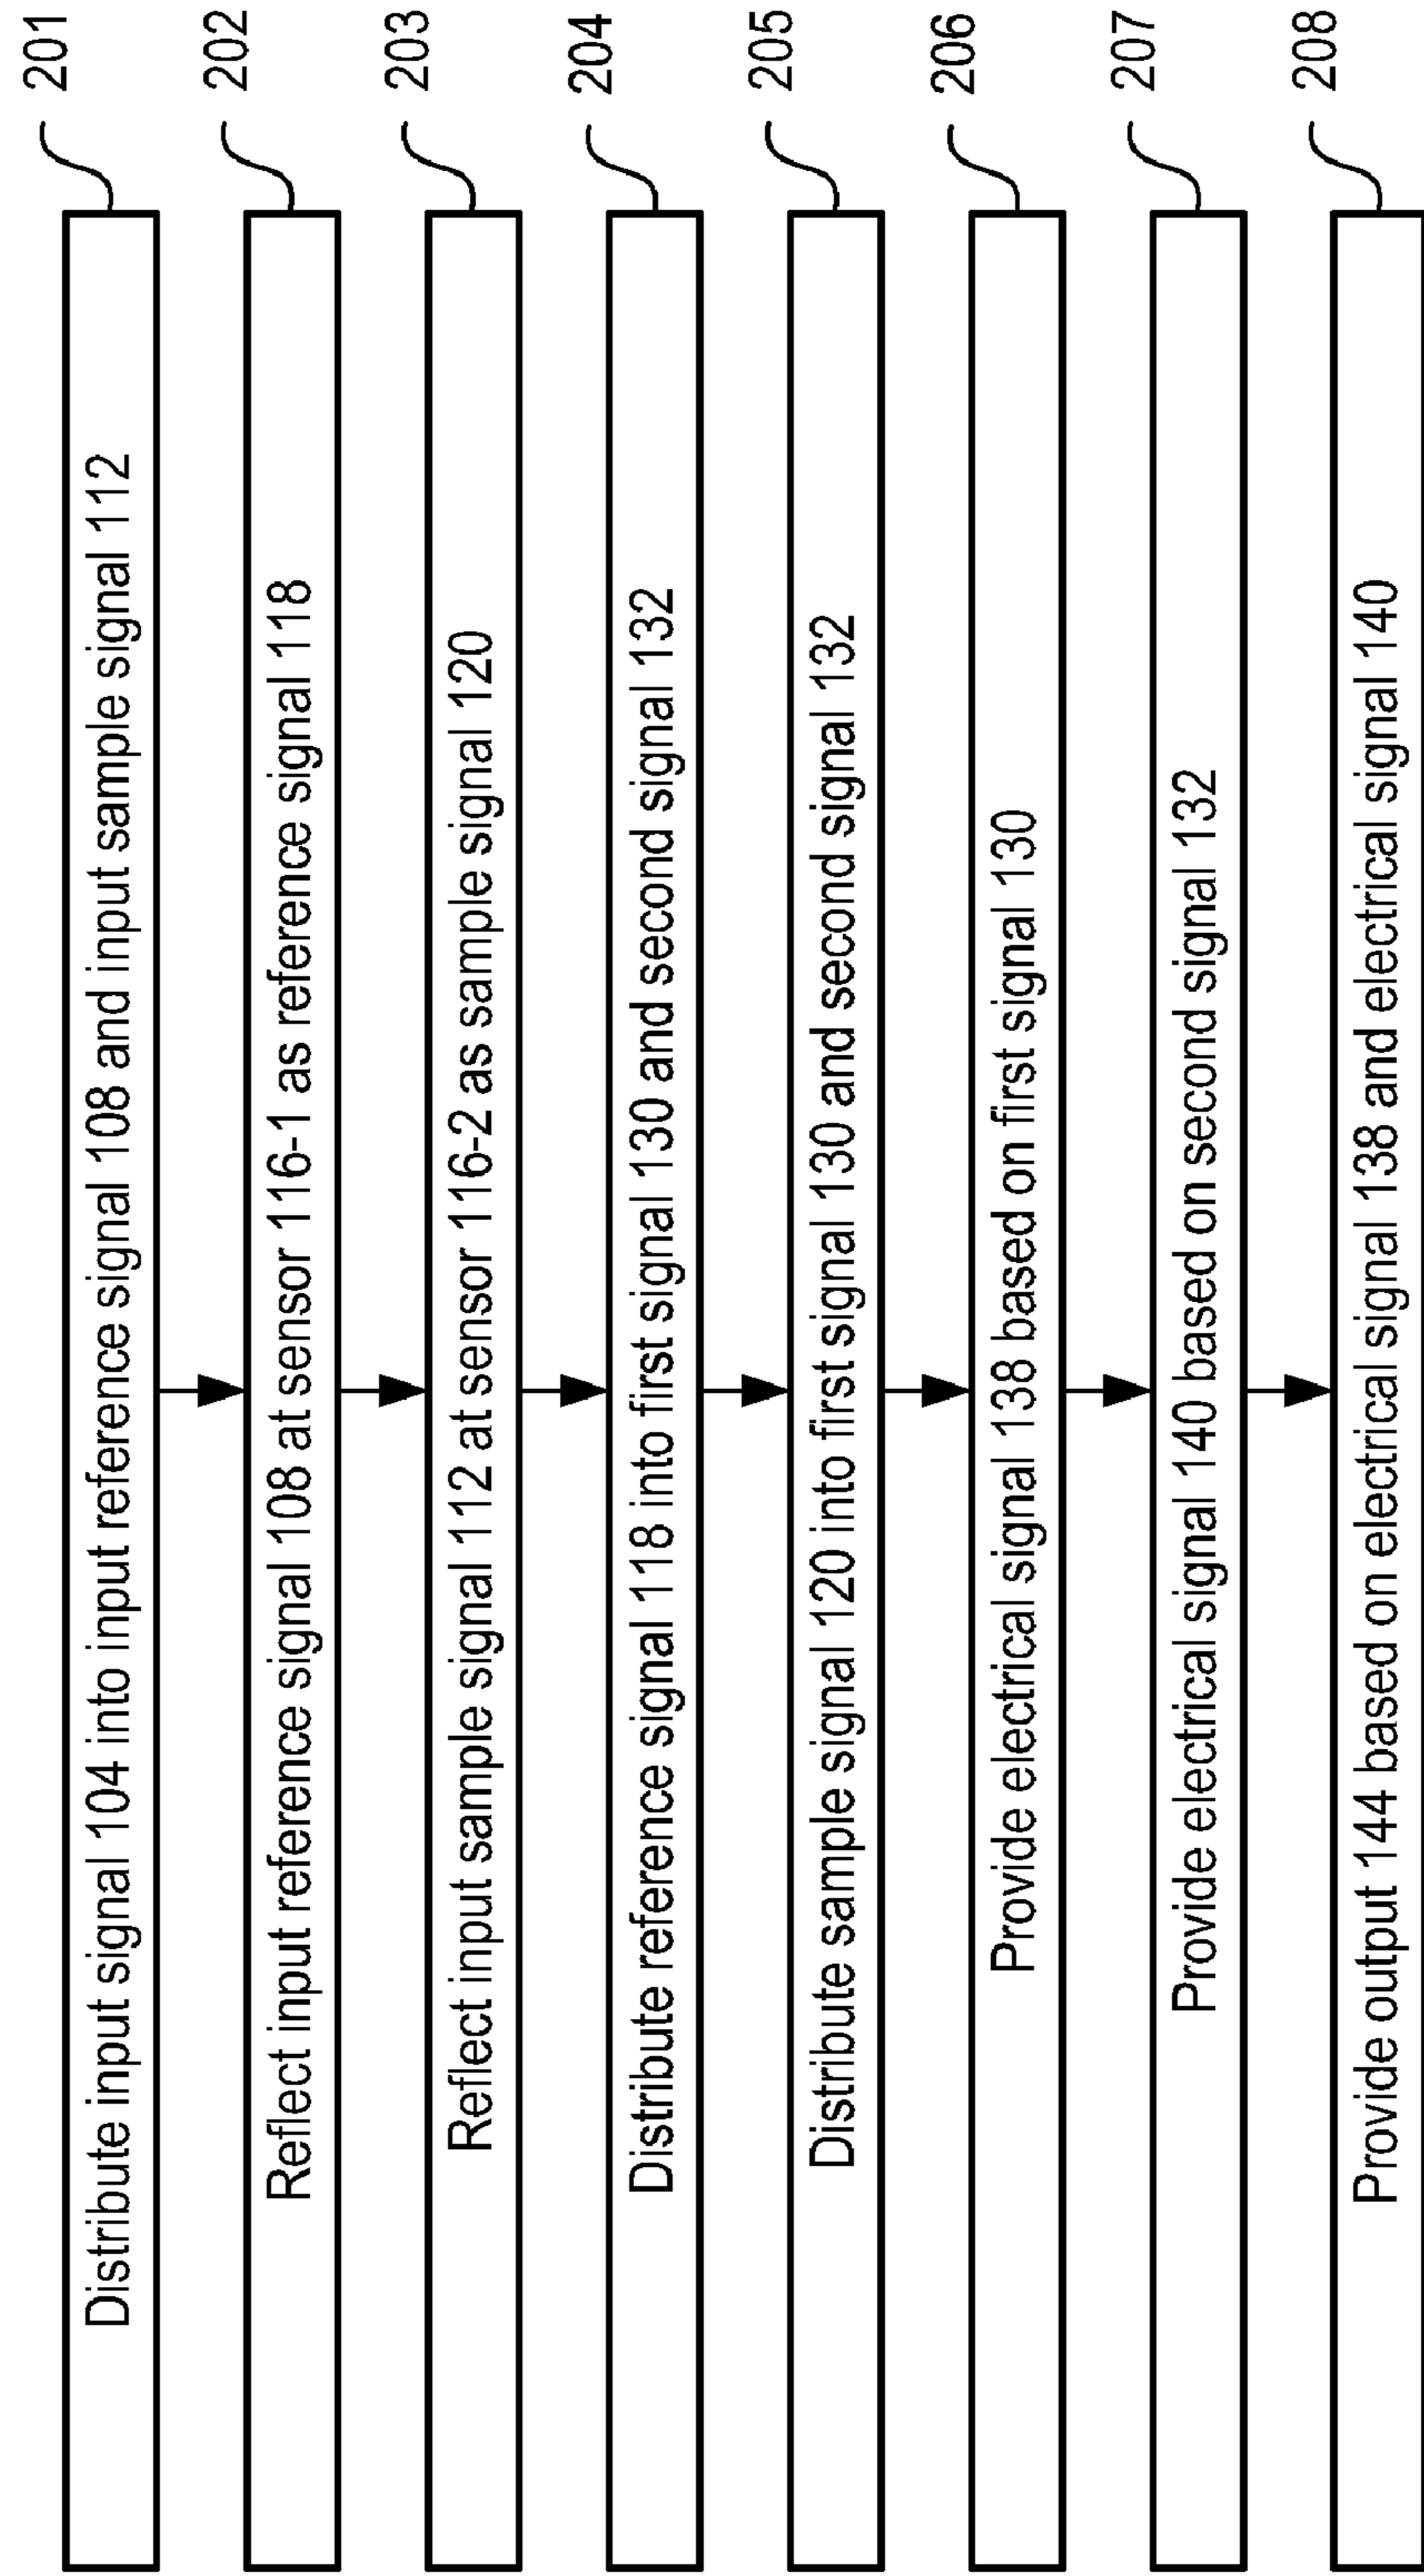 201
Distribute input signal 104 into input reference signal 108 and input sample signal 112
202
Reflect input reference signal 108 at sensor 116-1 as reference signal 118
203
Reflect input sample signal 112 at sensor 116-2 as sample signal 120
204
Distribute reference signal 118 into first signal 130 and second signal 132
205
Distribute sample signal 120 into first signal 130 and second signal 132
206
Provide electrical signal 138 based on first signal 130
207
Provide electrical signal 140 based on second signal 132
208
Provide output 144 based on electrical signal 138 and electrical signal 140